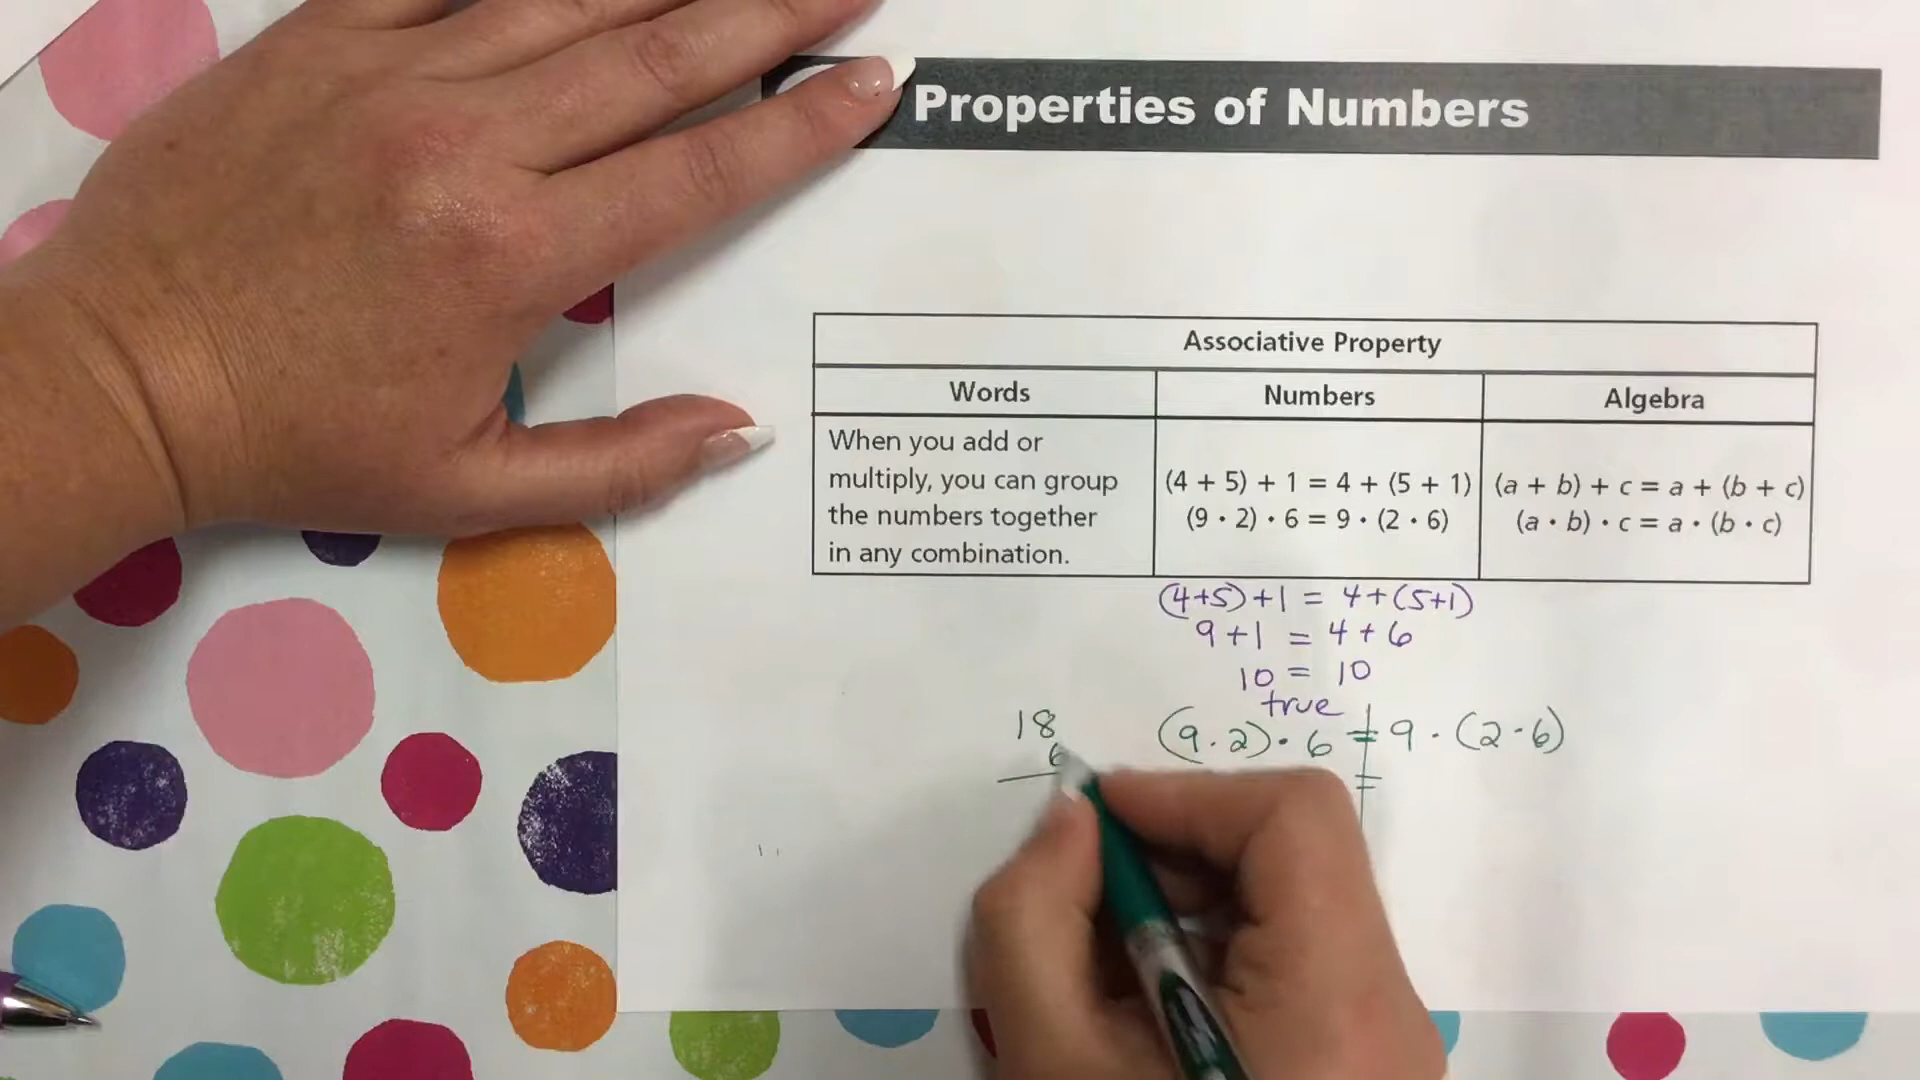 Properties of Numbers
Associative Property
Words Numbers Algebra
When you add or
multiply, you can group
the numbers together
in any combination.
(4 + 5) + 1 = 4 + (5 + 1)
(9 · 2) · 6 = 9 · (2 · 6)
(a + b) + c = a + (b + c)
(a · b) · c = a · (b · c)
(4+5)+1 = 4+(5+1)
9+1 = 4+6
10 = 10
true
(9·2)·6 = 9·(2·6)
=
18
6